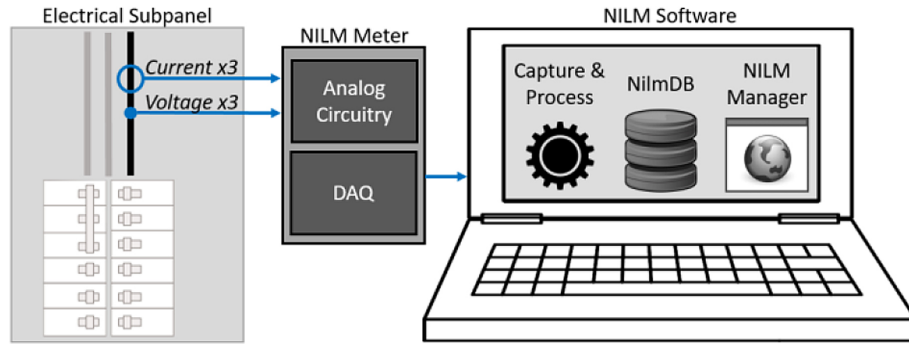 Electrical Subpanel
Current x3
Voltage x3
NILM Meter
Analog
Circuitry
DAQ
NILM Software
Capture &
Process
NilmDB
NILM
Manager